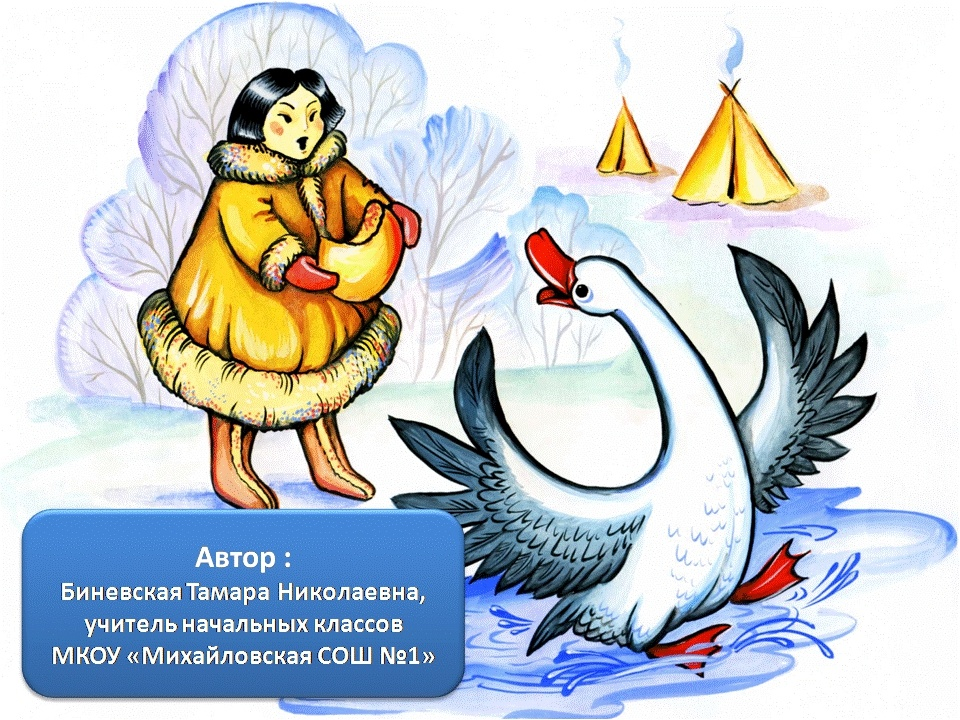 Автор :
Биневская Тамара Николаевна,
учитель начальных классов
МКОУ «Михайловская СОШ №1»